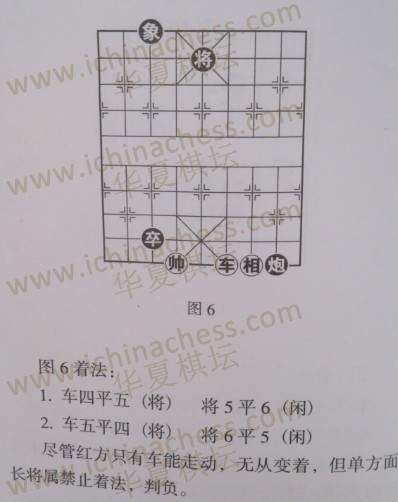 象
将
卒
帅 车 相 炮
图 6
图 6 着法：
1. 车四平五（将） 将 5 平 6（闲）
2. 车五平四（将） 将 6 平 5（闲）
尽管红方只有车能走动，无从变着，但单方面
长将属禁止着法，判负。
www.ichinachess.com
华夏棋坛
www.ichinachess.com
华夏棋坛
www.ichinachess.com
华夏棋坛
www.ichinachess.com
华夏棋坛